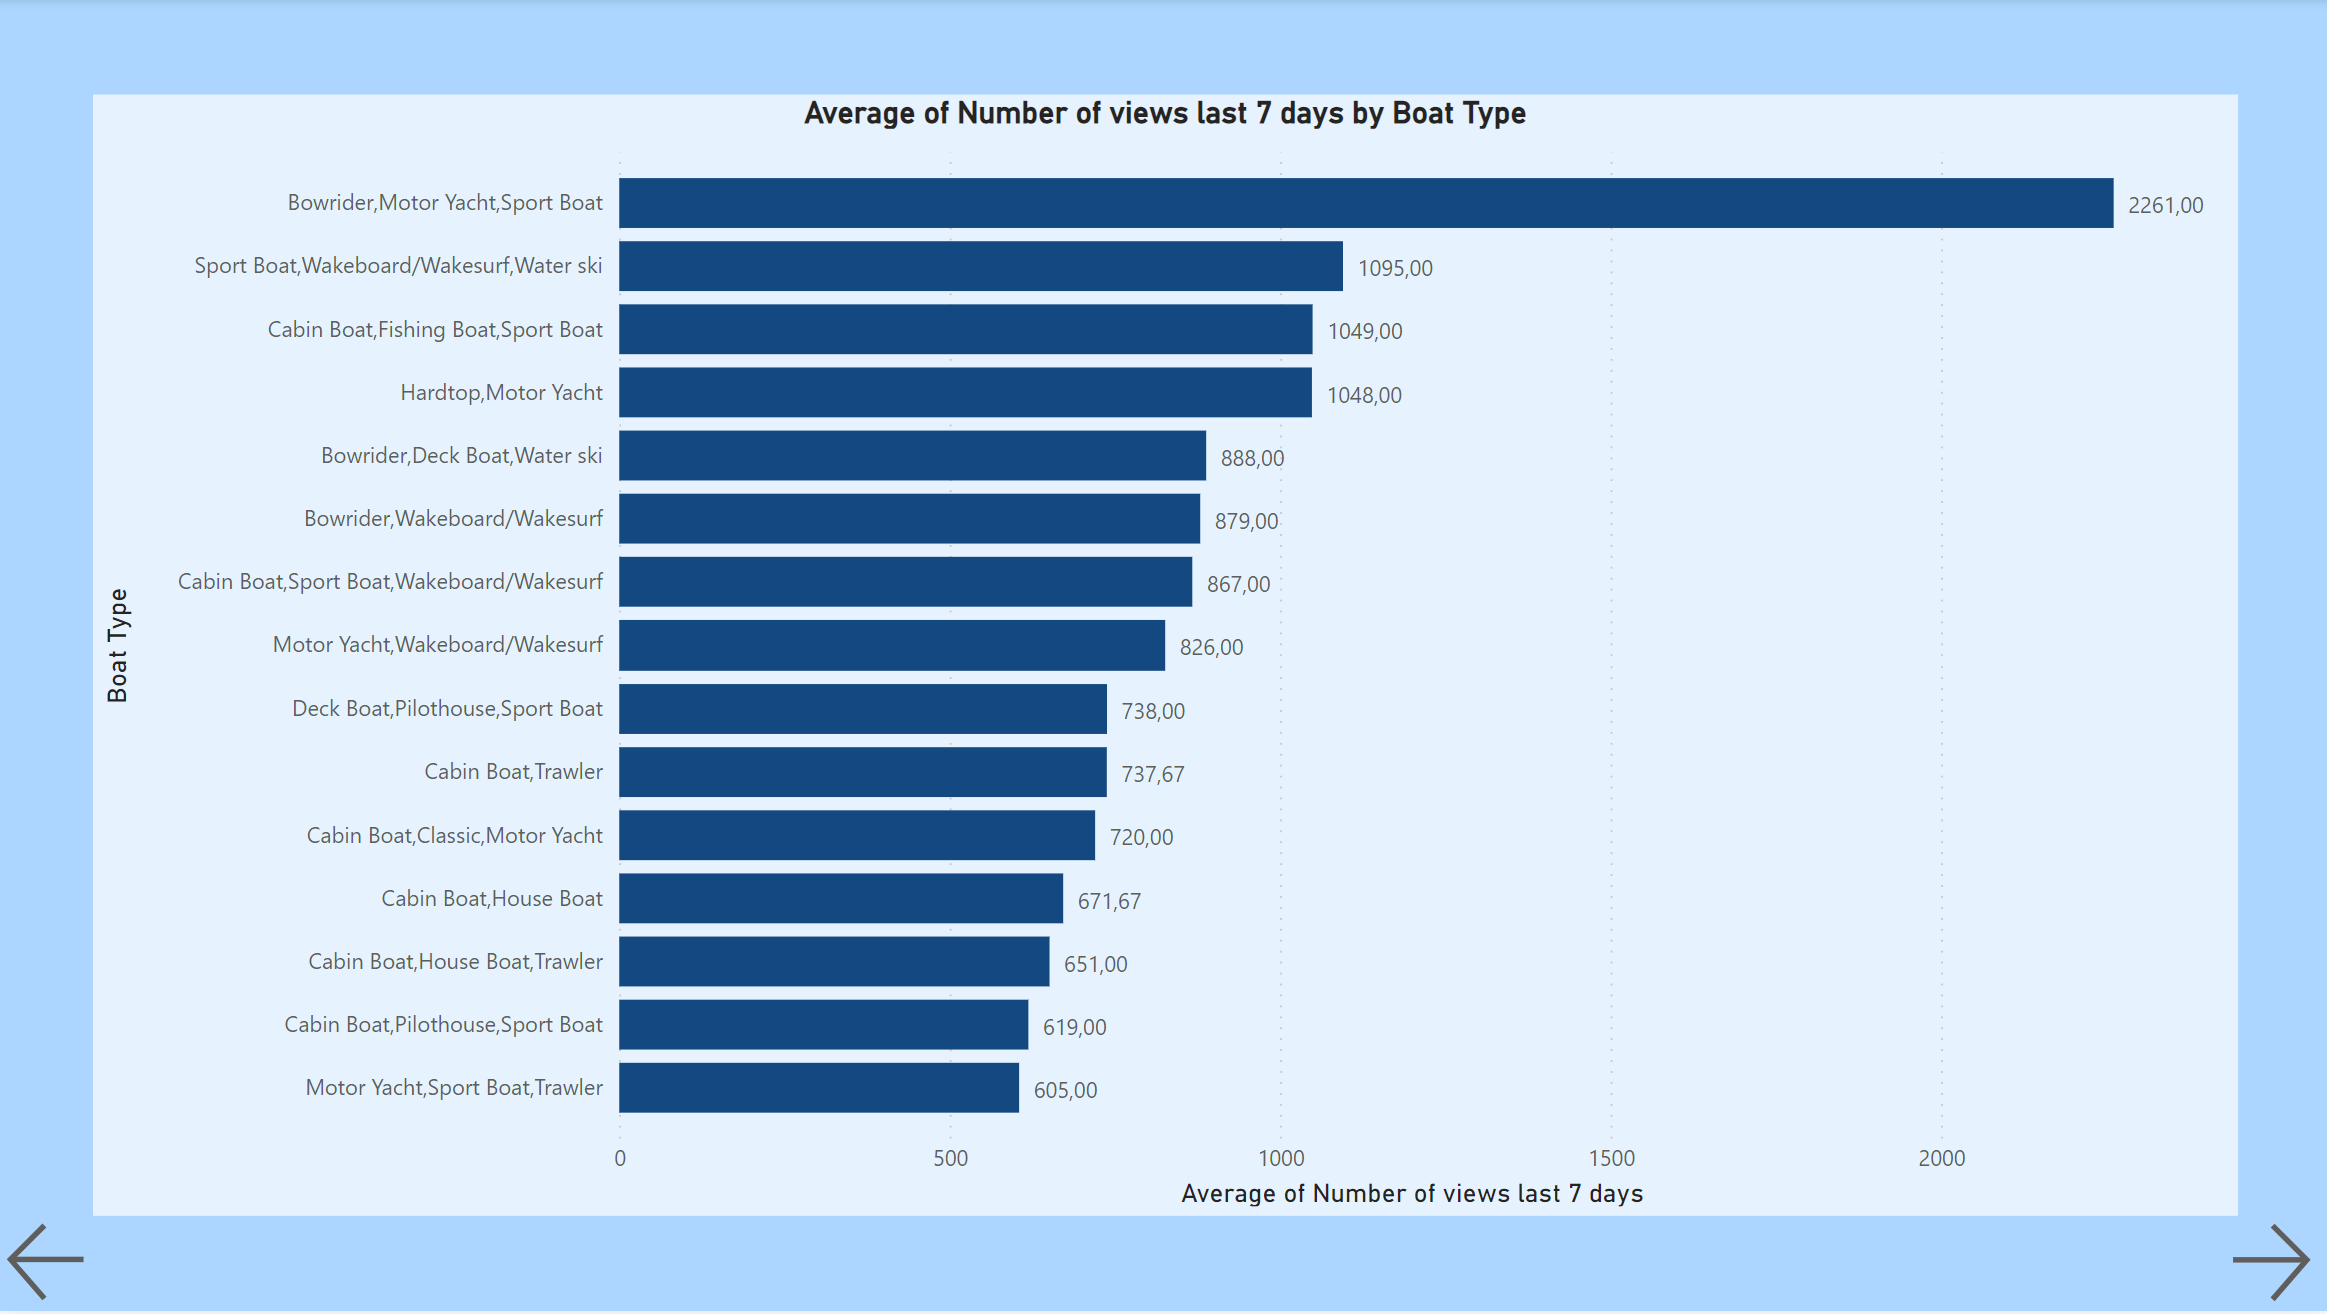 Average of Number of views last 7 days by Boat Type
Boat Type
Bowrider,Motor Yacht,Sport Boat 2261,00
Sport Boat,Wakeboard/Wakesurf,Water ski 1095,00
Cabin Boat,Fishing Boat,Sport Boat 1049,00
Hardtop,Motor Yacht 1048,00
Bowrider,Deck Boat,Water ski 888,00
Bowrider,Wakeboard/Wakesurf 879,00
Cabin Boat,Sport Boat,Wakeboard/Wakesurf 867,00
Motor Yacht,Wakeboard/Wakesurf 826,00
Deck Boat,Pilothouse,Sport Boat 738,00
Cabin Boat,Trawler 737,67
Cabin Boat,Classic,Motor Yacht 720,00
Cabin Boat,House Boat 671,67
Cabin Boat,House Boat,Trawler 651,00
Cabin Boat,Pilothouse,Sport Boat 619,00
Motor Yacht,Sport Boat,Trawler 605,00
0 500 1000 1500 2000
Average of Number of views last 7 days